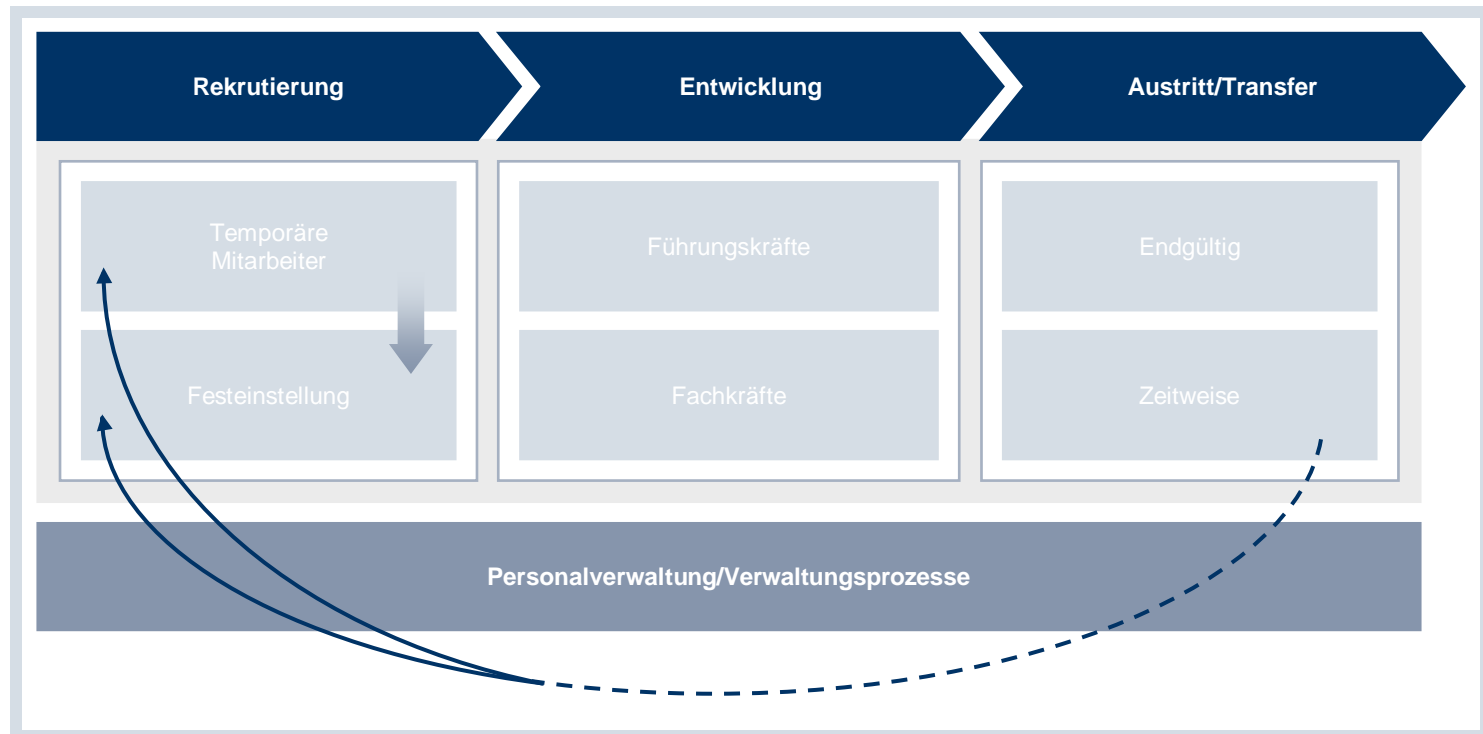 Rekrutierung
Entwicklung
Austritt/Transfer
Temporäre
Mitarbeiter
Führungskräfte
Endgültig
Festeinstellung
Fachkräfte
Zeitweise
Personalverwaltung/Verwaltungsprozesse